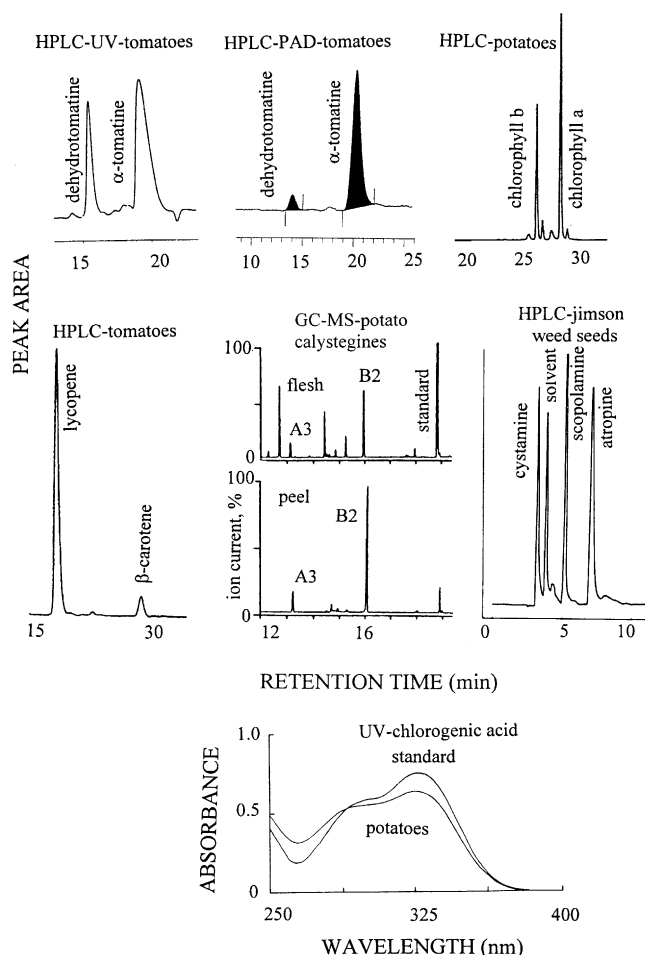 HPLC-UV-tomatoes
HPLC-PAD-tomatoes
HPLC-potatoes
dehydrotomatine
α-tomatine
dehydrotomatine
α-tomatine
chlorophyll b
chlorophyll a
15 20
10 15 20 25
20 25 30
PEAK AREA
HPLC-tomatoes
lycopene
β-carotene
15 30
GC-MS-potato
calystegines
100
flesh
A3
B2
standard
0
100
peel
A3
B2
ion current, %
0
12 16
HPLC-jimson
weed seeds
cystamine
solvent
scopolamine
atropine
0 5 10
RETENTION TIME (min)
UV-chlorogenic acid
standard
potatoes
ABSORBANCE
1.0
0.5
0
250 325 400
WAVELENGTH (nm)